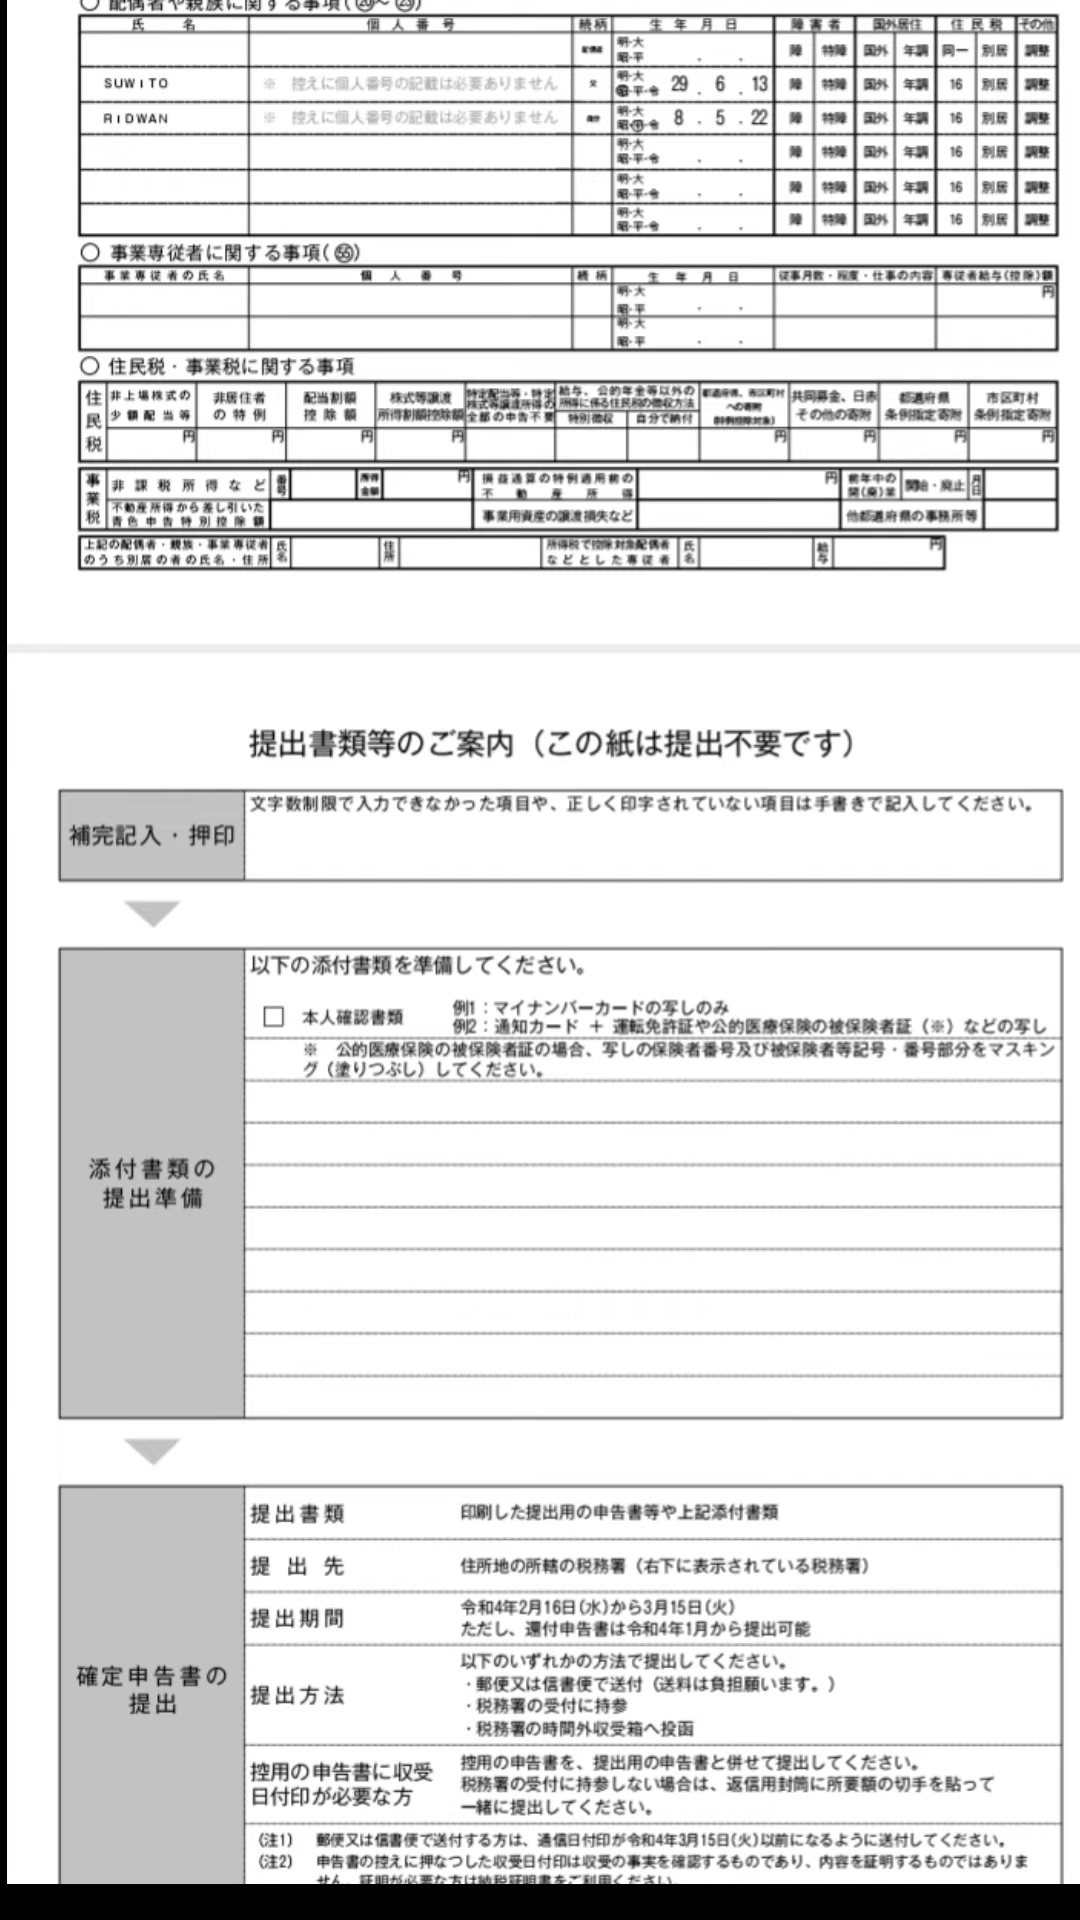 ○ 配偶者や親族に関する事項(⑳~㉓)
氏 名 個 人 番 号 続柄 生 年 月 日 障 害 者 国外居住 住 民 税 その他
配偶者 明・大 昭・平 . . 障 特障 国外 年調 同一 別居 調整
SUWITO ※ 控えに個人番号の記載は必要ありません 父 明・大 昭・平・令 29 . 6 . 13 障 特障 国外 年調 16 別居 調整
RIDWAN ※ 控えに個人番号の記載は必要ありません 明・大 昭・平・令 8 . 5 . 22 障 特障 国外 年調 16 別居 調整
明・大 昭・平・令 . . 障 特障 国外 年調 16 別居 調整
明・大 昭・平・令 . . 障 特障 国外 年調 16 別居 調整
明・大 昭・平・令 . . 障 特障 国外 年調 16 別居 調整
○ 事業専従者に関する事項(55)
事業専従者の氏名 個 人 番 号 続柄 生 年 月 日 従事月数・程度・仕事の内容 専従者給与(控除)額
明・大 昭・平 . . 円
明・大 昭・平 . .
○ 住民税・事業税に関する事項
住民税 非上場株式の少額配当等 非居住者の特例 配当割額控除額 株式等譲渡所得割額控除額 特定配当等・特定株式等譲渡所得の全部の申告不要 給与、公的年金等以外の所得に係る住民税の徴収方法 都道府県、市区町村への寄附(特例控除対象) 共同募金、日赤その他の寄附 都道府県条例指定寄附 市区町村条例指定寄附
特別徴収 自分で納付
円 円 円 円 円 円 円 円
事業税 非課税所得など 番号 所得金額 円 損益通算の特例適用前の不動産所得 円 前年中の開(廃)業 開始・廃止 月日
不動産所得から差し引いた青色申告特別控除額 事業用資産の譲渡損失など 他都道府県の事務所等
上記の配偶者・親族・事業専従者のうち別居の者の氏名・住所 氏名 住所 所得税で控除対象配偶者などとした専従者 氏名 給与 円
提出書類等のご案内(この紙は提出不要です)
補完記入・押印
文字数制限で入力できなかった項目や、正しく印字されていない項目は手書きで記入してください。
添付書類の
提出準備
以下の添付書類を準備してください。
□ 本人確認書類
例1:マイナンバーカードの写しのみ
例2:通知カード + 運転免許証や公的医療保険の被保険者証(※)などの写し
※ 公的医療保険の被保険者証の場合、写しの保険者番号及び被保険者等記号・番号部分をマスキン
グ(塗りつぶし)してください。
確定申告書の
提出
提出書類 印刷した提出用の申告書等や上記添付書類
提 出 先 住所地の所轄の税務署(右下に表示されている税務署)
提出期間 令和4年2月16日(水)から3月15日(火)
ただし、還付申告書は令和4年1月から提出可能
提出方法
以下のいずれかの方法で提出してください。
・郵便又は信書便で送付(送料は負担願います。)
・税務署の受付に持参
・税務署の時間外収受箱へ投函
控用の申告書に収受
日付印が必要な方
控用の申告書を、提出用の申告書と併せて提出してください。
税務署の受付に持参しない場合は、返信用封筒に所要額の切手を貼って
一緒に提出してください。
(注1) 郵便又は信書便で送付する方は、通信日付印が令和4年3月15日(火)以前になるように送付してください。
(注2) 申告書の控えに押なつした収受日付印は収受の事実を確認するものであり、内容を証明するものではありま
せん。証明が必要な方は納税証明書をご利用ください。